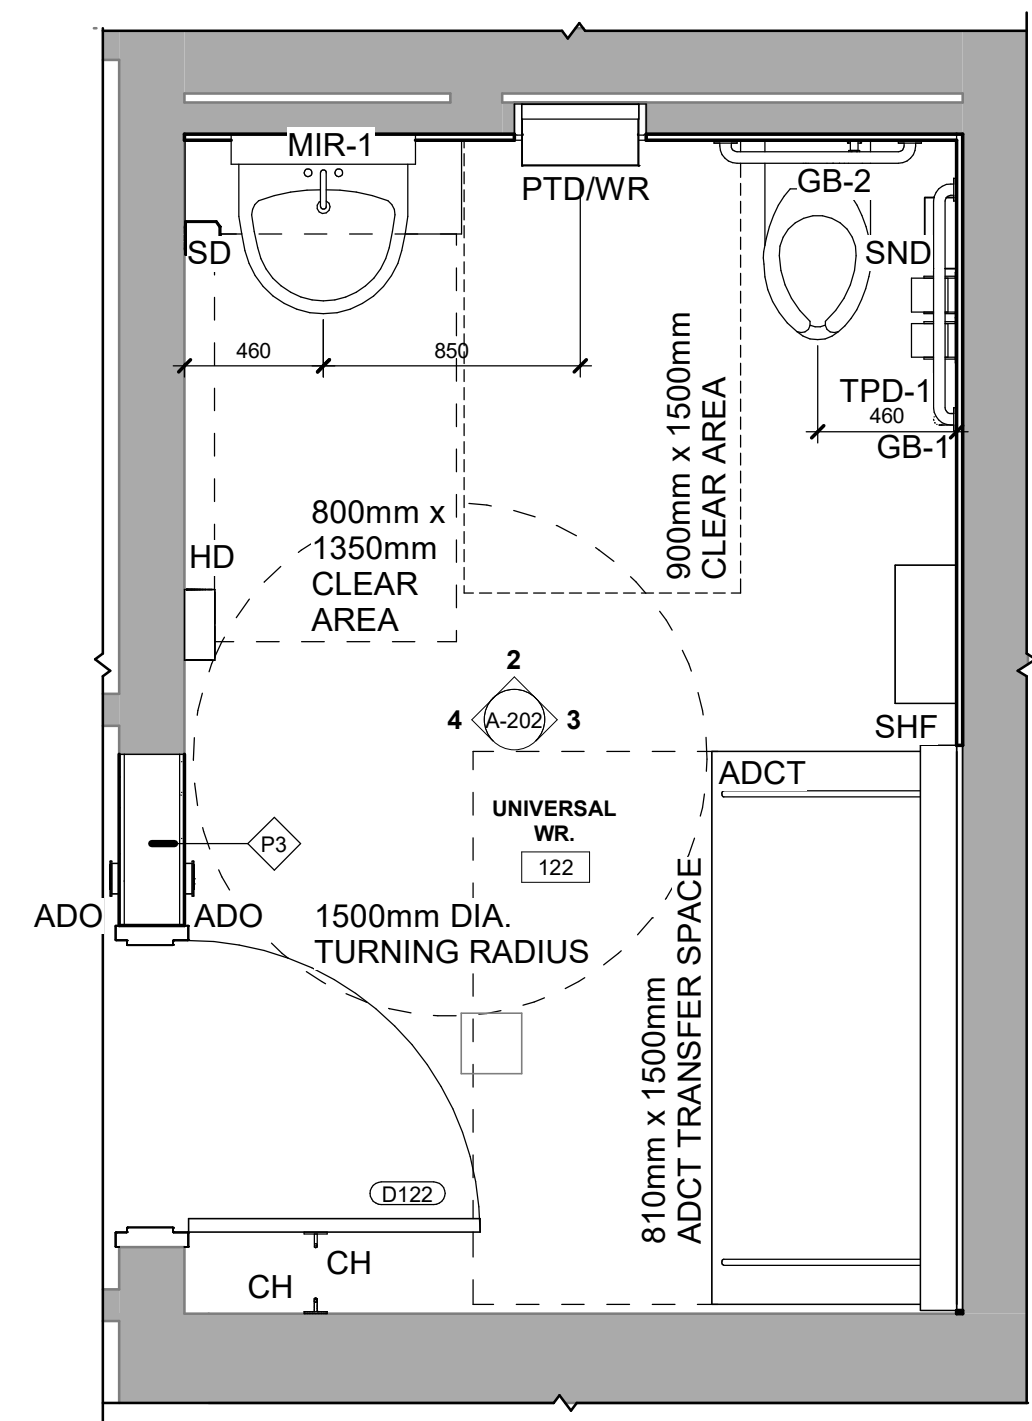 MIR-1
PTD/WR
GB-2
SD
SND
460
850
TPD-1
460
GB-1
900mm x 1500mm
CLEAR AREA
800mm x
1350mm
CLEAR
AREA
HD
2
4
A-202
3
SHF
ADCT
UNIVERSAL
WR.
122
P3
ADO
ADO
1500mm DIA.
TURNING RADIUS
810mm x 1500mm
ADCT TRANSFER SPACE
D122
CH
CH